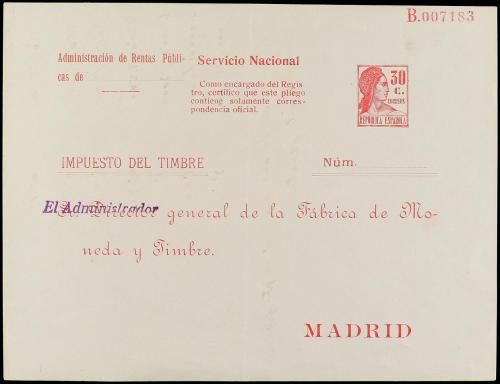 B.007183
Administración de Rentas Públi-
cas de
Servicio Nacional
Como encargado del Regis
tro, certifico que este pliego
contiene solamente corres-
pondencia oficial.
30
C.
CORREOS
REPUBLICA ESPAÑOLA
IMPUESTO DEL TIMBRE
Núm.
El Administrador
general de la Fábrica de Mo-
neda y Timbre.
MADRID